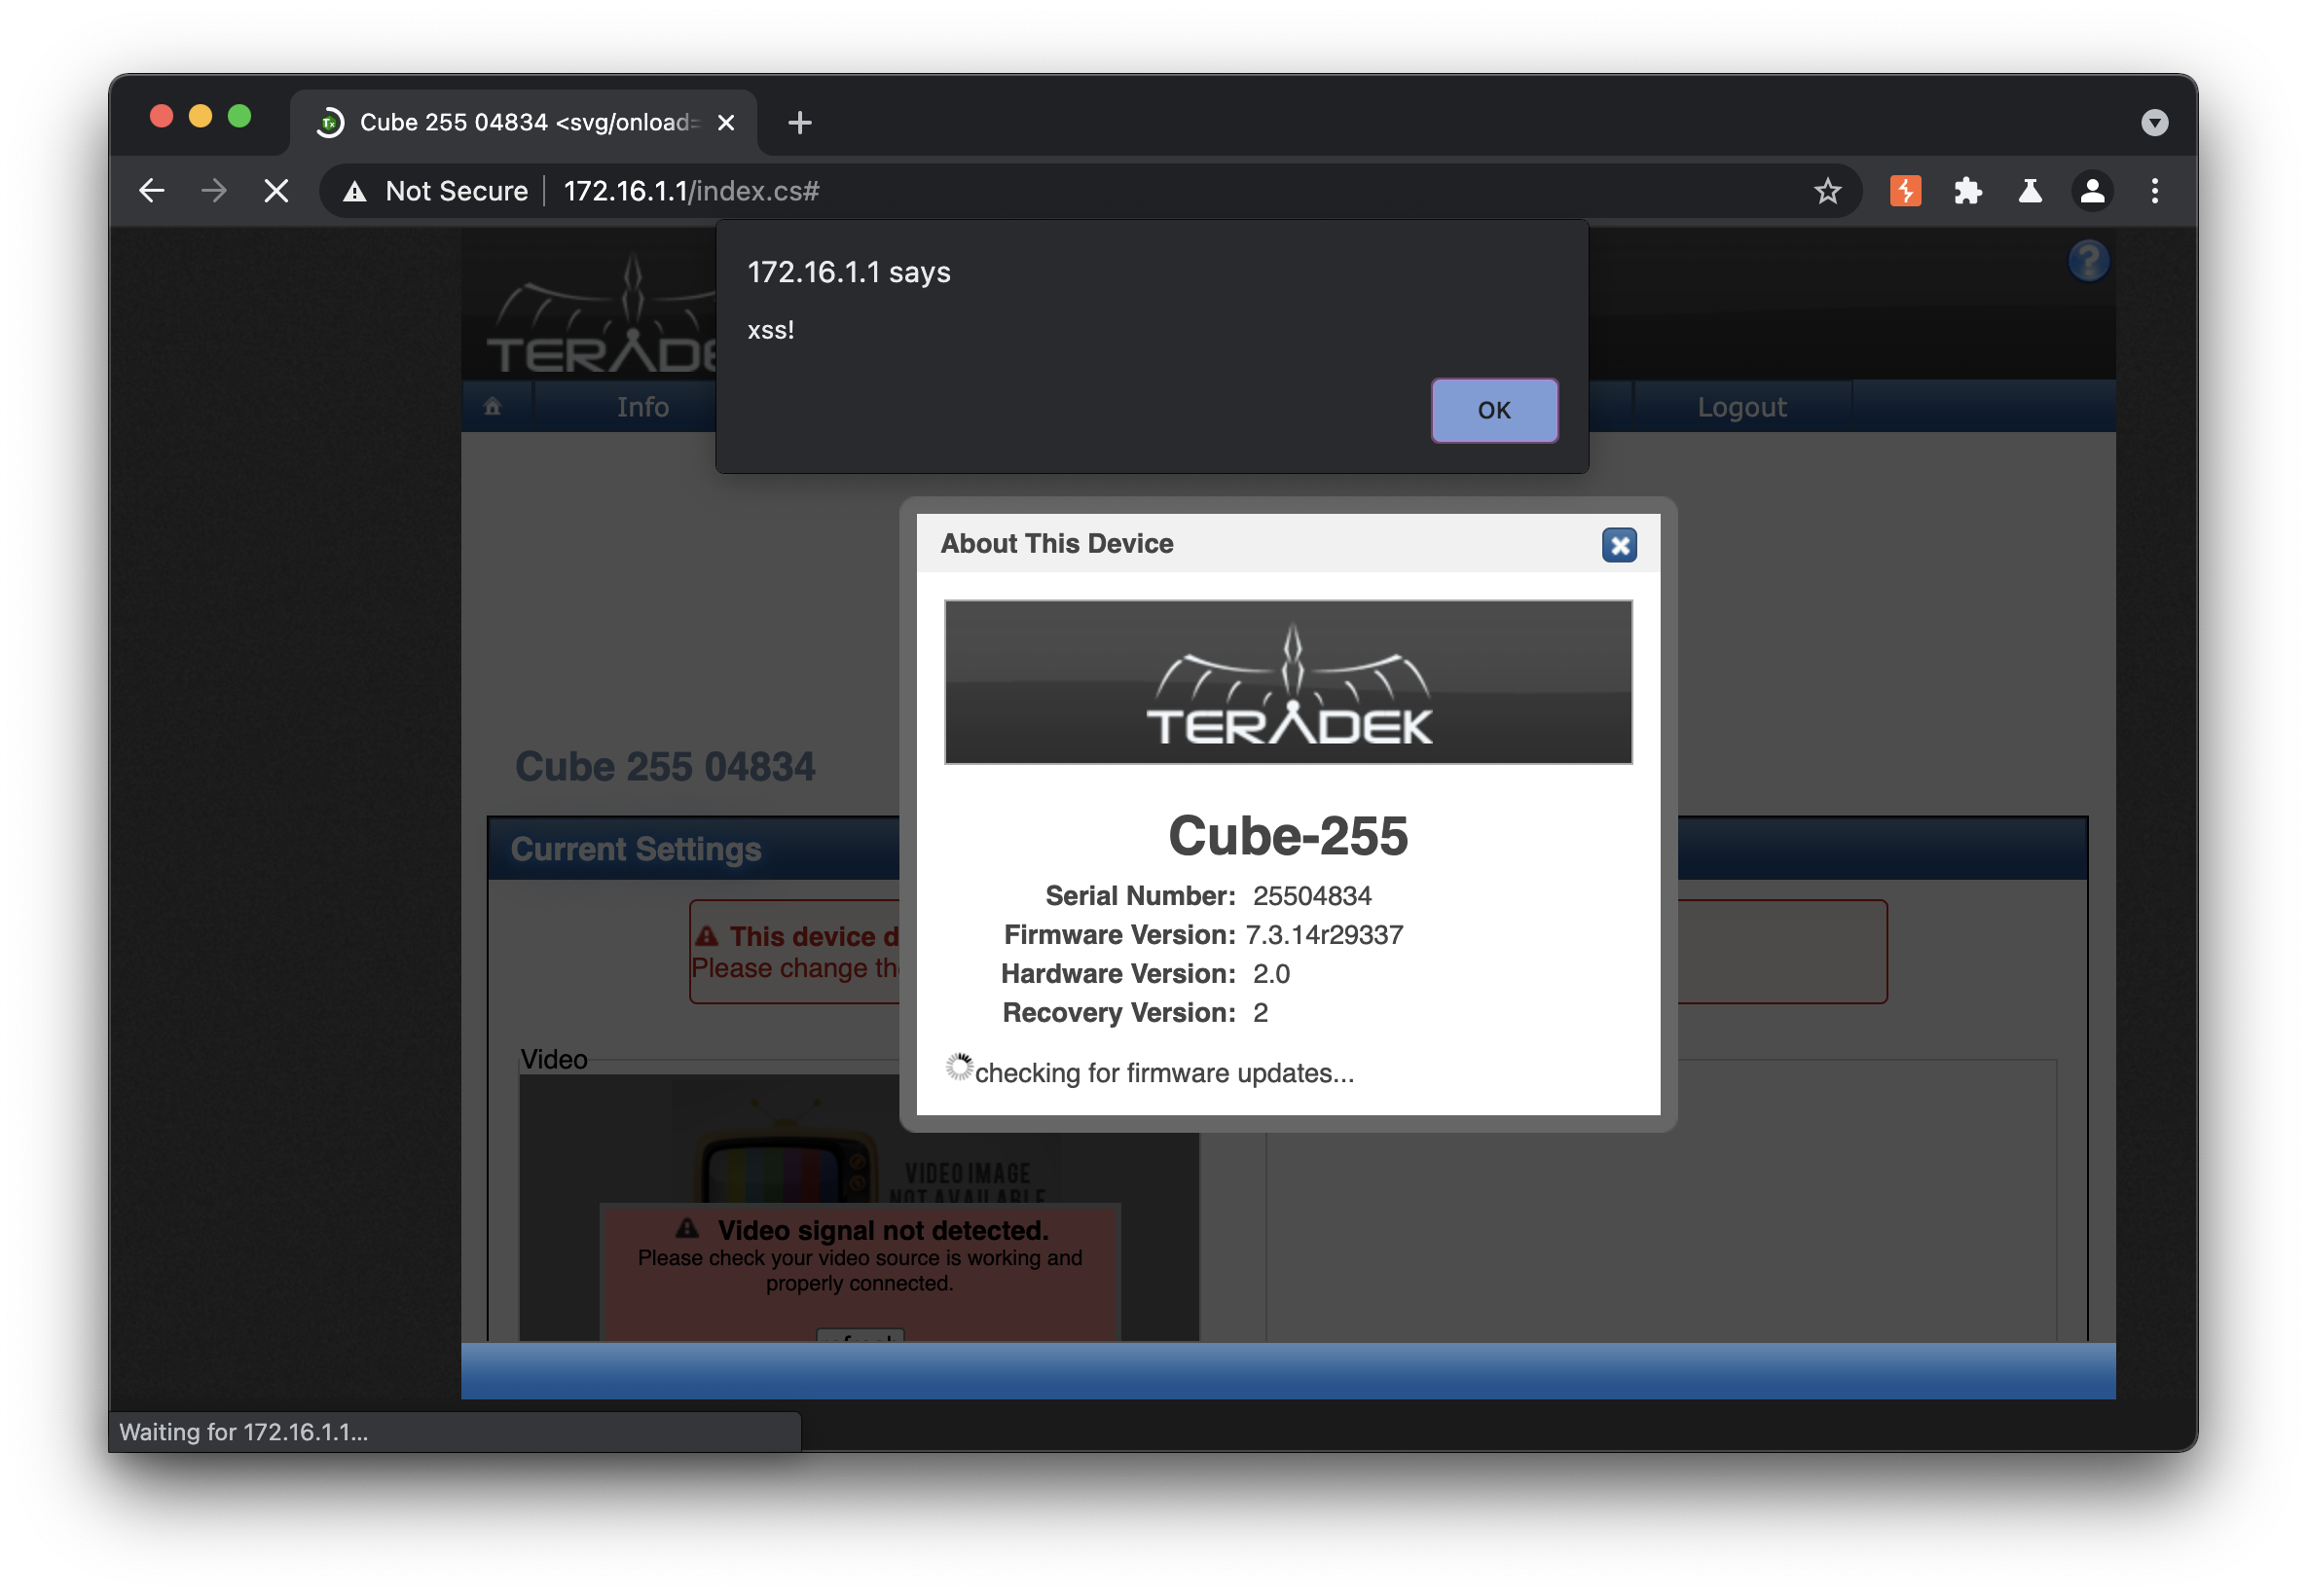 Cube 255 04834 <svg/onload=
Not Secure
172.16.1.1/index.cs#
172.16.1.1 says
xss!
OK
TERADE
Info
Logout
About This Device
TERADEK
Cube 255 04834
Cube-255
Current Settings
Serial Number: 25504834
Firmware Version: 7.3.14r29337
Hardware Version: 2.0
Recovery Version: 2
This device d
Please change th
checking for firmware updates...
Video
VIDEO IMAGE
NOT AVAILABLE
Video signal not detected.
Please check your video source is working and
properly connected.
refresh
Waiting for 172.16.1.1...